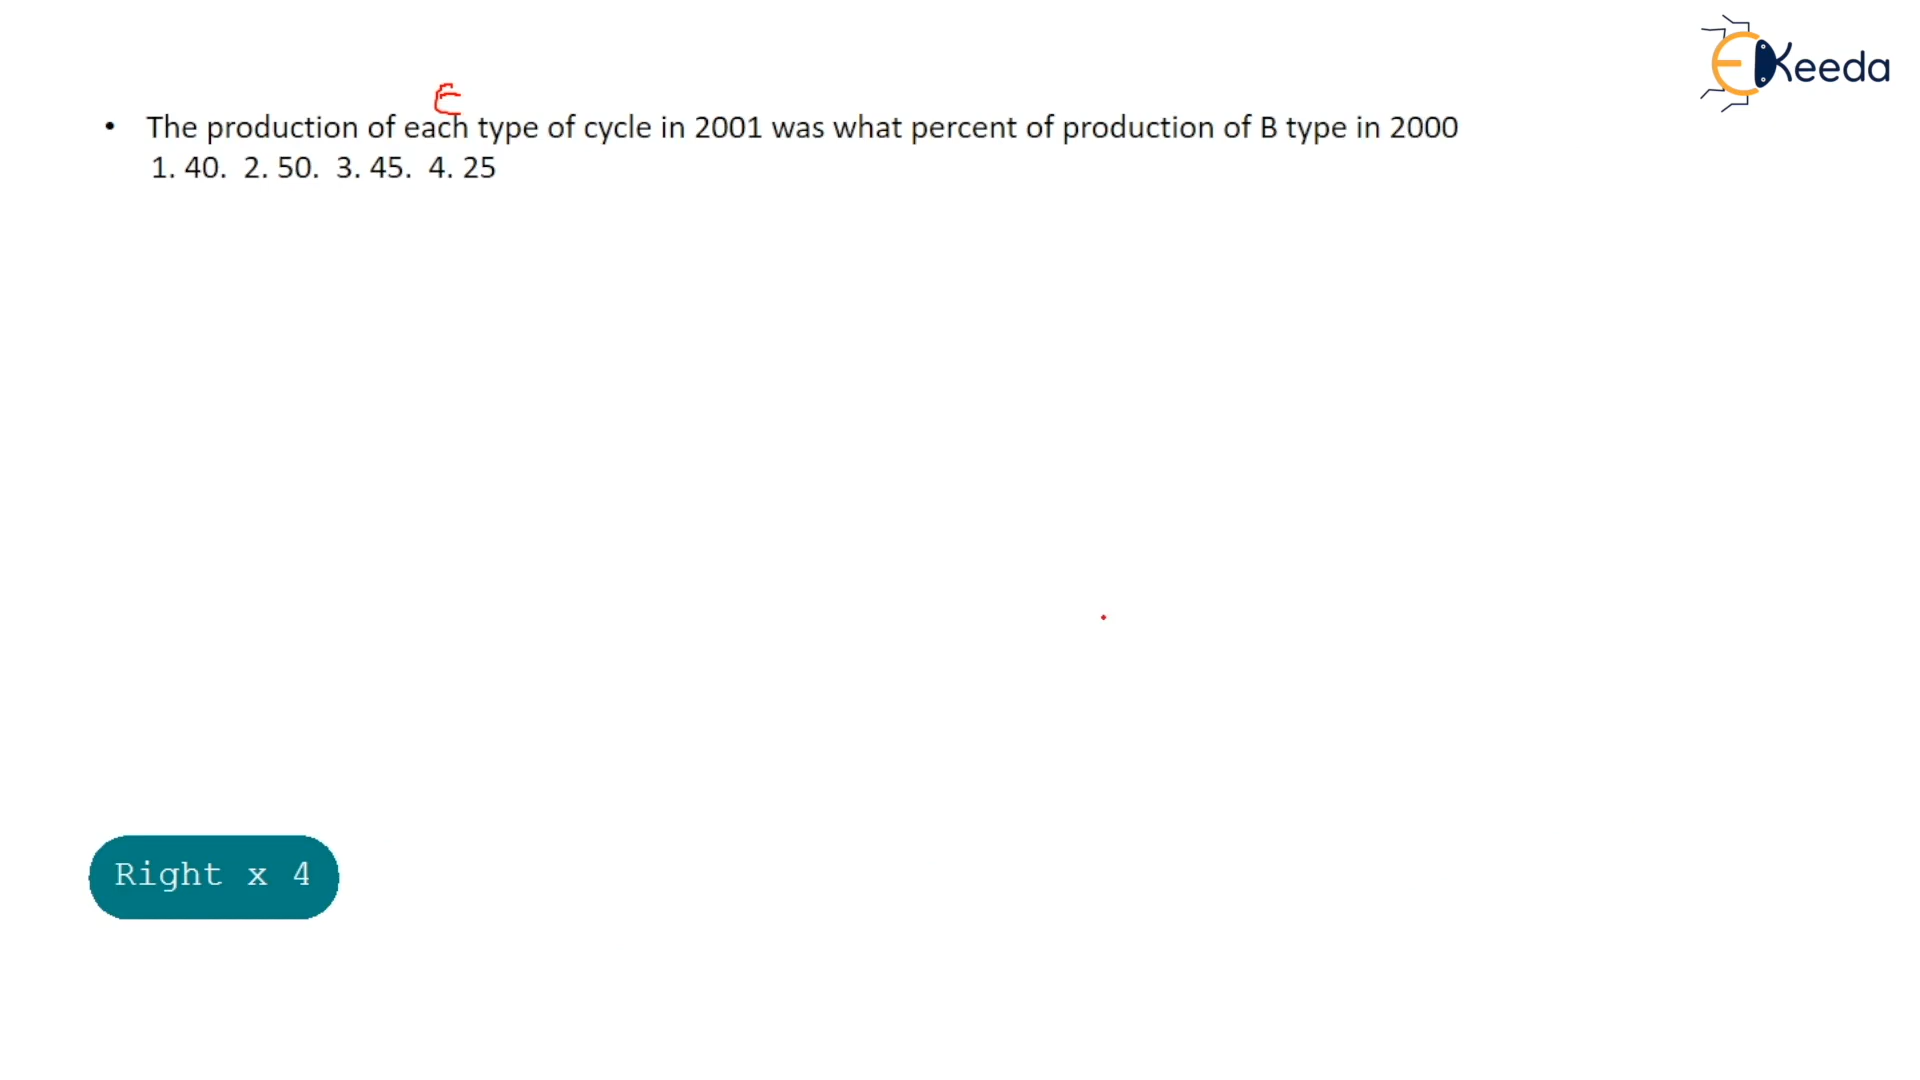 EKeeda
E
• The production of each type of cycle in 2001 was what percent of production of B type in 2000
1. 40. 2. 50. 3. 45. 4. 25
Right x 4